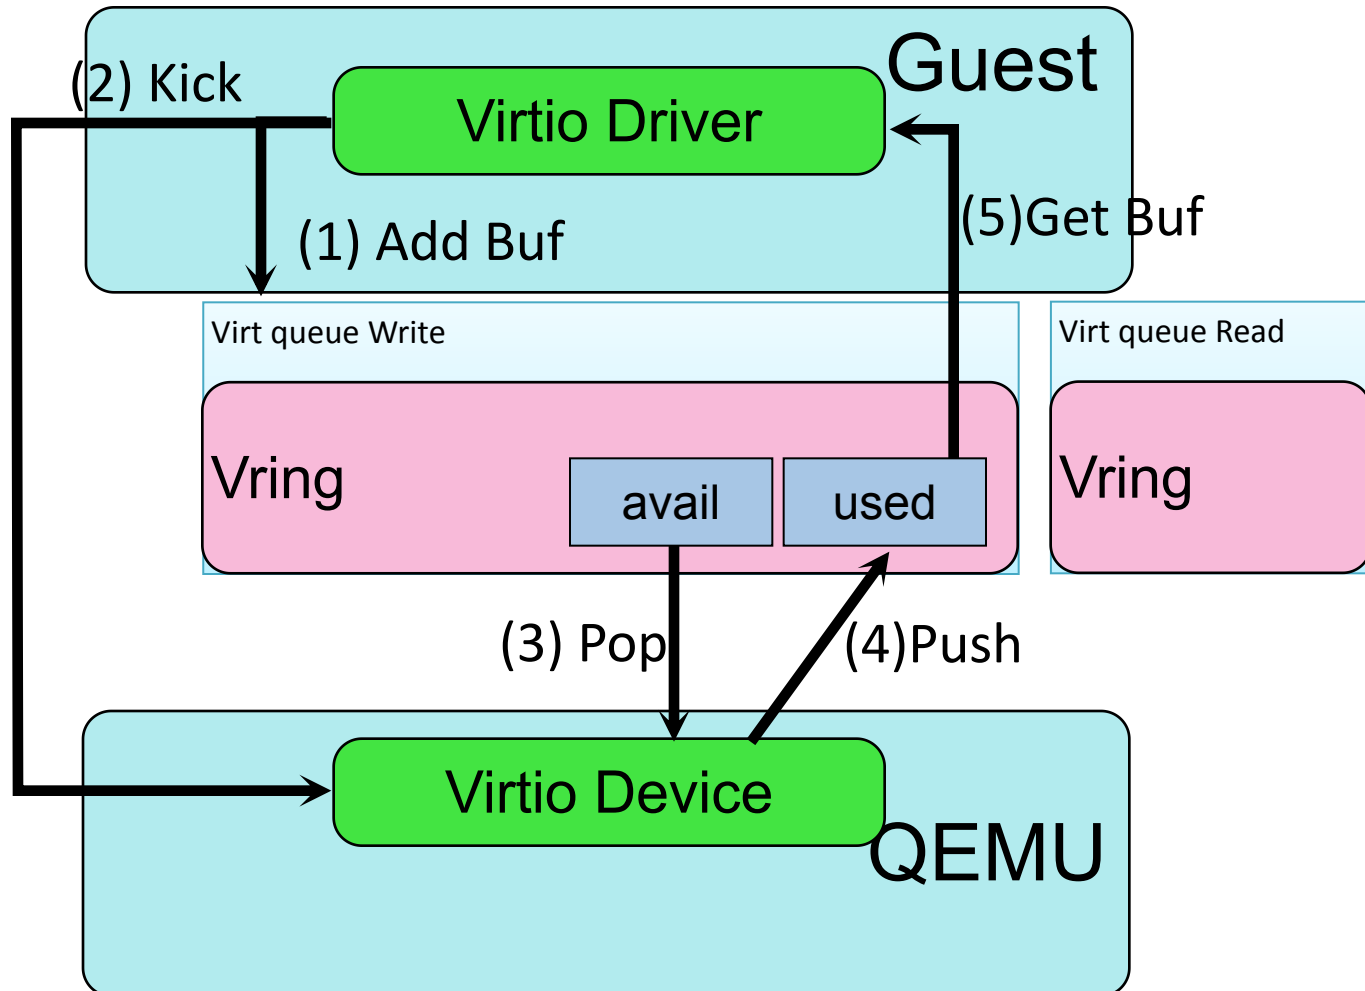 Guest
(2) Kick
Virtio Driver
(5)Get Buf
(1) Add Buf
Virt queue Write
Virt queue Read
Vring
avail
used
Vring
(3) Pop
(4)Push
Virtio Device
QEMU